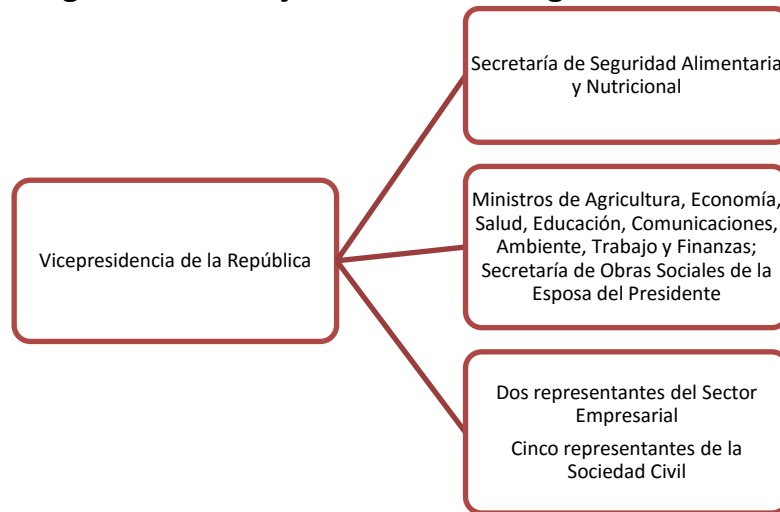 Secretaría de Seguridad Alimentaria
y Nutricional
Ministros de Agricultura, Economía,
Salud, Educación, Comunicaciones,
Ambiente, Trabajo y Finanzas;
Secretaría de Obras Sociales de la
Esposa del Presidente
Vicepresidencia de la República
Dos representantes del Sector
Empresarial
Cinco representantes de la
Sociedad Civil